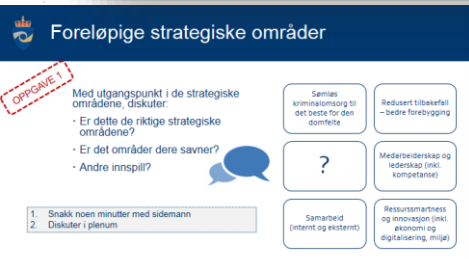 Foreløpige strategiske områder
OPPGAVE 1
Med utgangspunkt i de strategiske
områdene, diskuter:
• Er dette de riktige strategiske
områdene?
• Er det områder dere savner?
• Andre innspill?
1. Snakk noen minutter med sidemann
2. Diskuter i plenum
Sømløs
kriminalomsorg til
det beste for den
domfelte
Redusert tilbakefall
– bedre forebygging
?
Medarbeiderskap og
lederskap (inkl.
kompetanse)
Samarbeid
(internt og eksternt)
Ressurssmartness
og innovasjon (inkl.
økonomi og
digitalisering, miljø)